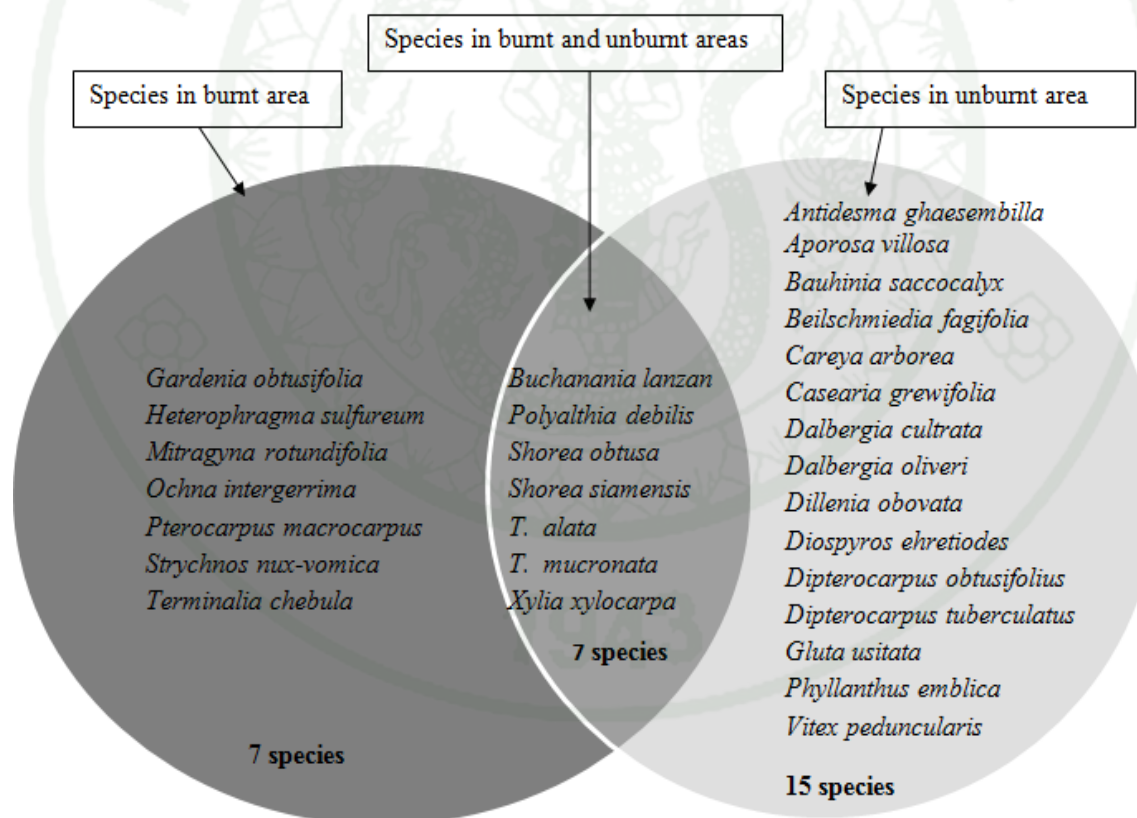 Species in burnt and unburnt areas
Species in burnt area
Species in unburnt area
Gardenia obtusifolia
Heterophragma sulfureum
Mitragyna rotundifolia
Ochna intergerrima
Pterocarpus macrocarpus
Strychnos nux-vomica
Terminalia chebula
7 species
Buchanania lanzan
Polyalthia debilis
Shorea obtusa
Shorea siamensis
T. alata
T. mucronata
Xylia xylocarpa
7 species
Antidesma ghaesembilla
Aporosa villosa
Bauhinia saccocalyx
Beilschmiedia fagifolia
Careya arborea
Casearia grewifolia
Dalbergia cultrata
Dalbergia oliveri
Dillenia obovata
Diospyros ehretiodes
Dipterocarpus obtusifolius
Dipterocarpus tuberculatus
Gluta usitata
Phyllanthus emblica
Vitex peduncularis
15 species
1943